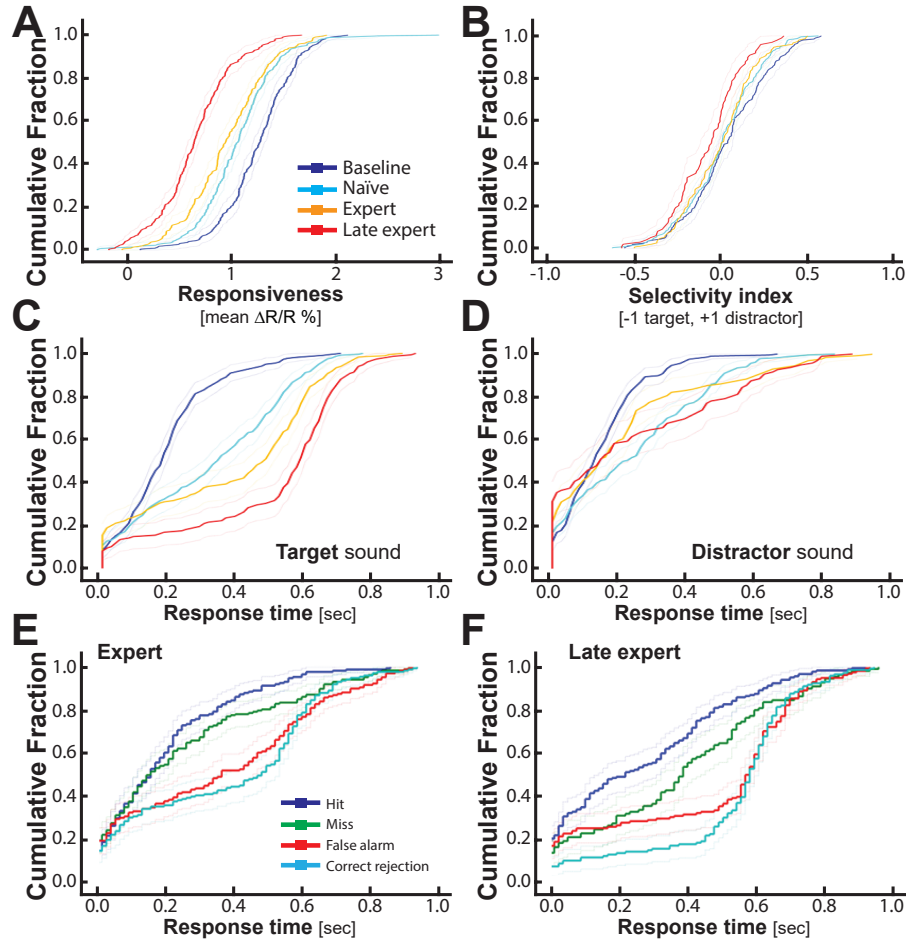 A
B
Cumulative Fraction
1.0
0.8
0.6
0.4
0.2
0.0
Baseline
Naïve
Expert
Late expert
0
1
2
3
Responsiveness
[mean ΔR/R %]
Cumulative Fraction
1.0
0.8
0.6
0.4
0.2
0.0
-1.0
-0.5
0.0
0.5
1.0
Selectivity index
[-1 target, +1 distractor]
C
D
Cumulative Fraction
1.0
0.8
0.6
0.4
0.2
0.0
Target sound
0.0
0.2
0.4
0.6
0.8
1.0
Response time [sec]
Cumulative Fraction
1.0
0.8
0.6
0.4
0.2
0.0
Distractor sound
0.0
0.2
0.4
0.6
0.8
1.0
Response time [sec]
E
Expert
F
Late expert
Cumulative Fraction
1.0
0.8
0.6
0.4
0.2
0.0
Hit
Miss
False alarm
Correct rejection
0.0
0.2
0.4
0.6
0.8
1.0
Response time [sec]
Cumulative Fraction
1.0
0.8
0.6
0.4
0.2
0.0
0.0
0.2
0.4
0.6
0.8
1.0
Response time [sec]